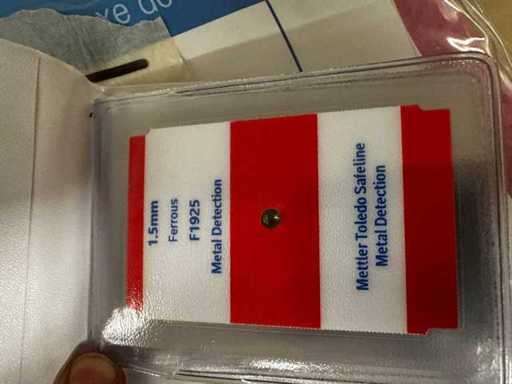 1.5mm
Ferrous
F1925
Metal Detection
Mettler Toledo Safeline
Metal Detection